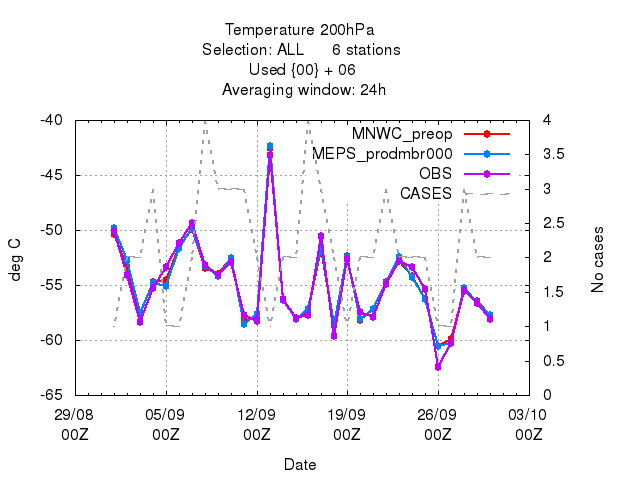 Temperature 200hPa
Selection: ALL 6 stations
Used {00} + 06
Averaging window: 24h
-40
-45
-50
-55
-60
-65
deg C
4
3.5
3
2.5
2
1.5
1
0.5
0
No cases
MNWC_preop
MEPS_prodmbr000
OBS
CASES
29/08 05/09 12/09 19/09 26/09 03/10
00Z 00Z 00Z 00Z 00Z 00Z
Date